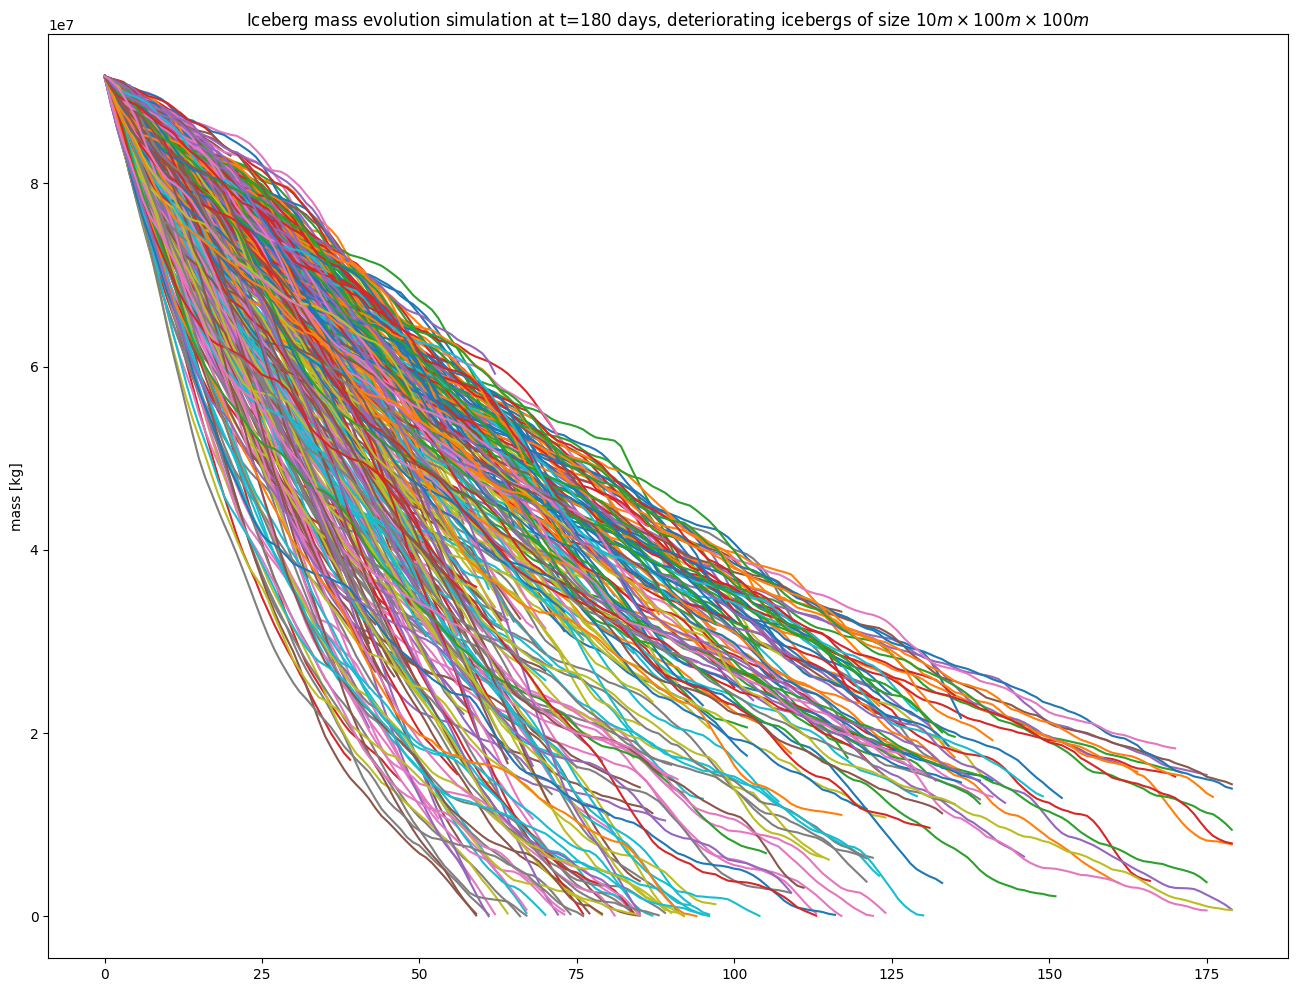 Iceberg mass evolution simulation at t=180 days, deteriorating icebergs of size 10m × 100m × 100m
1e7
8
6
mass [kg]
4
2
0
0 25 50 75 100 125 150 175